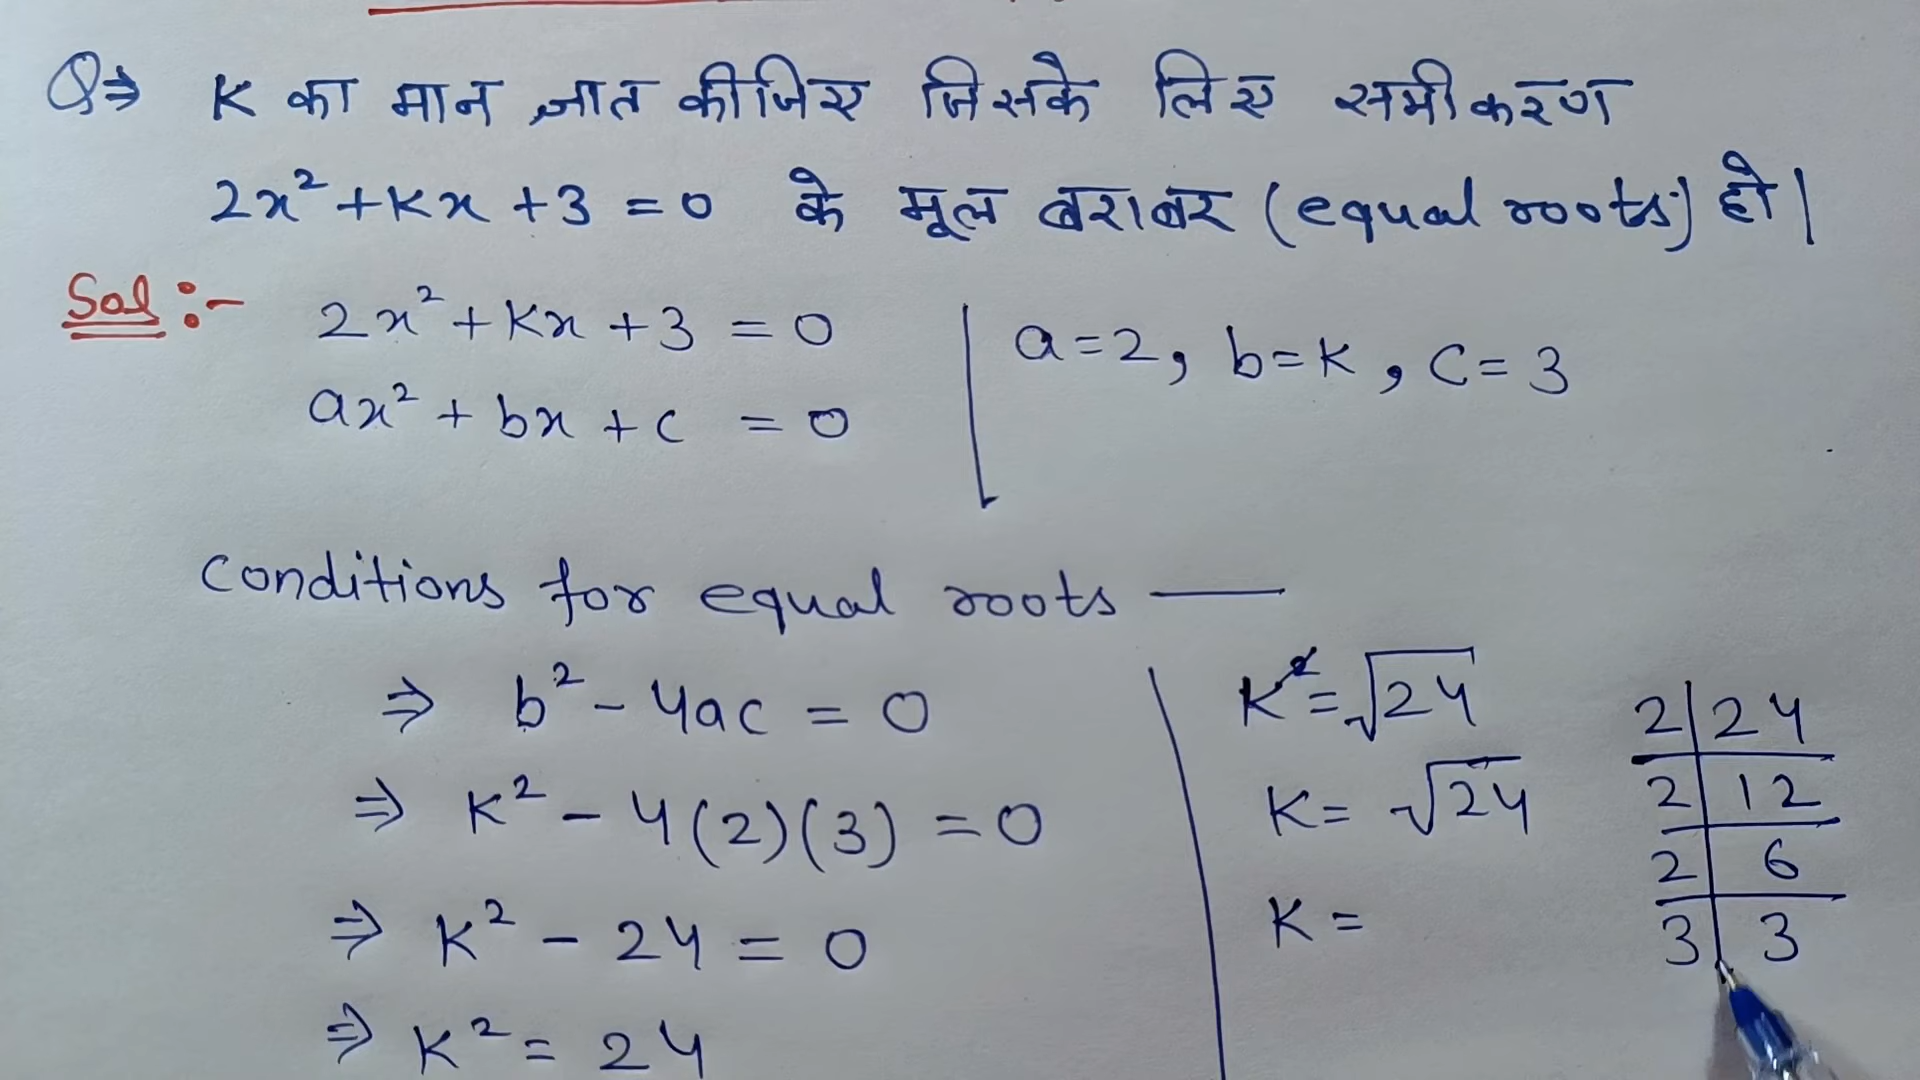 Q⇒ K का मान ज्ञात कीजिए जिसके लिए समीकरण
2x² + Kx + 3 = 0 के मूल बराबर (equal roots) हो।
Sol :- 2x² + Kx + 3 = 0
ax² + bx + c = 0
a=2, b=K, C=3
Conditions for equal roots —
⇒ b² - 4ac = 0
⇒ K² - 4(2)(3) = 0
⇒ K² - 24 = 0
⇒ K² = 24
K² = √24
K = √24
K =
2|24
2|12
2|6
3|3